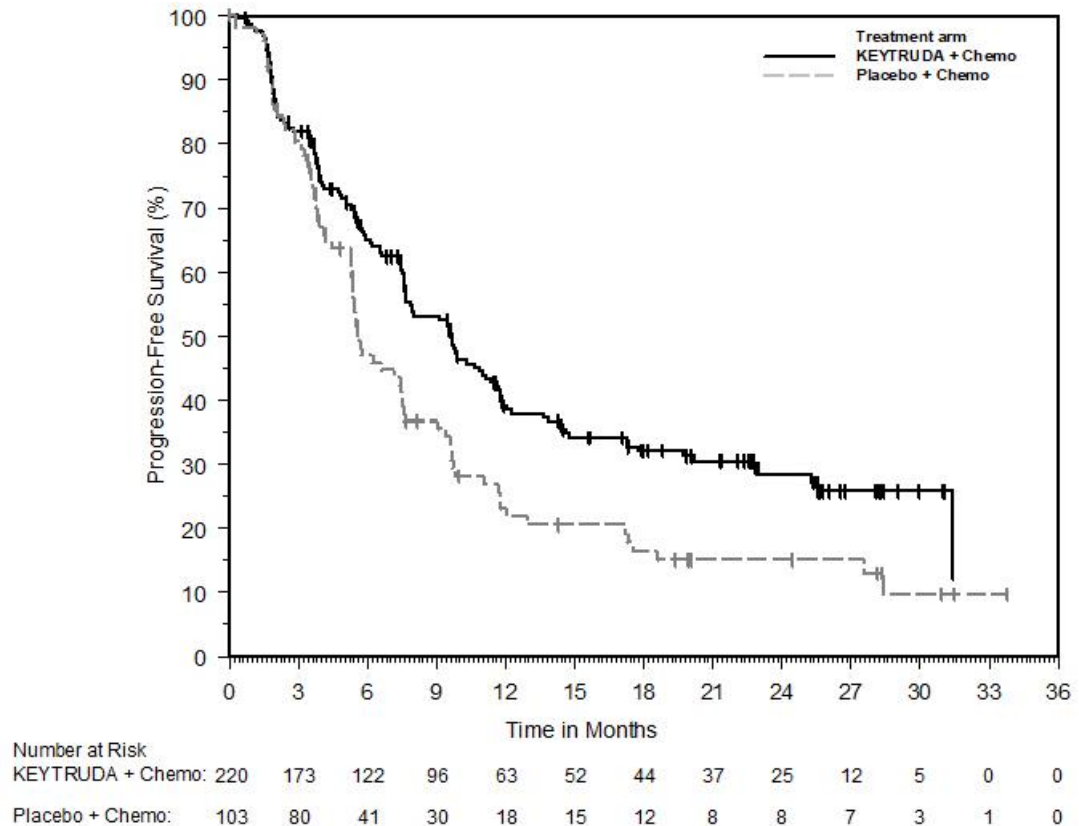 Treatment arm
KEYTRUDA + Chemo
Placebo + Chemo
Progression-Free Survival (%)
100
90
80
70
60
50
40
30
20
10
0
0 3 6 9 12 15 18 21 24 27 30 33 36
Time in Months
Number at Risk
KEYTRUDA + Chemo: 220 173 122 96 63 52 44 37 25 12 5 0 0
Placebo + Chemo: 103 80 41 30 18 15 12 8 8 7 3 1 0